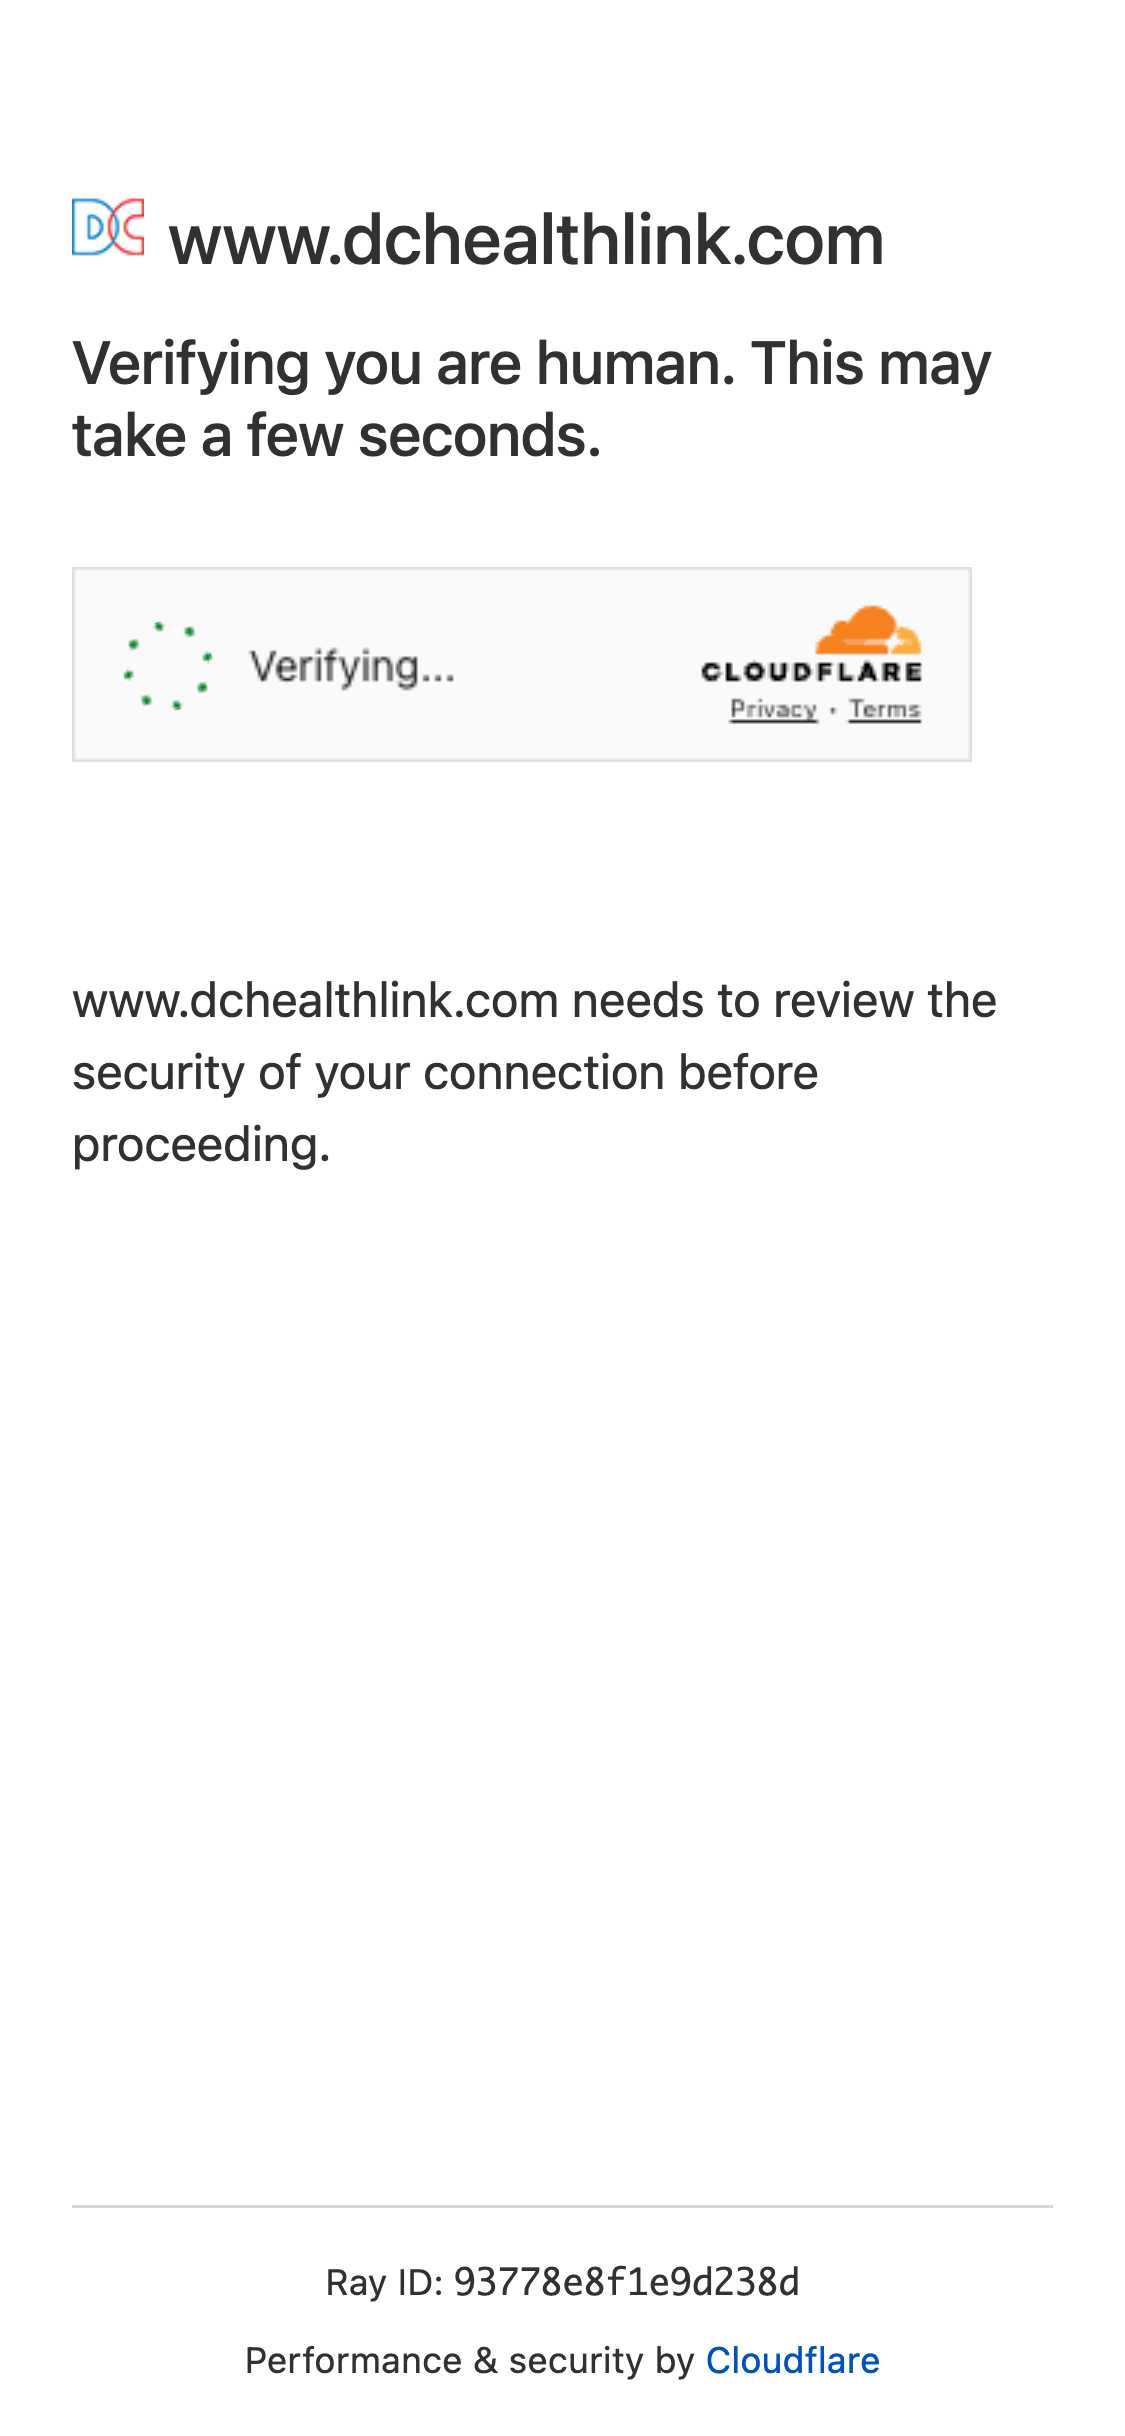 DC www.dchealthlink.com
Verifying you are human. This may
take a few seconds.
Verifying...
CLOUDFLARE
Privacy • Terms
www.dchealthlink.com needs to review the
security of your connection before
proceeding.
Ray ID: 93778e8f1e9d238d
Performance & security by Cloudflare